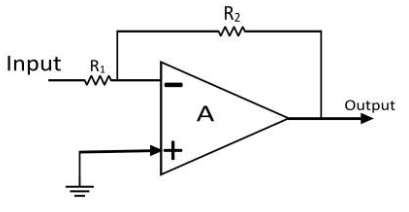 R₂
Input
R₁
−
A
Output
+